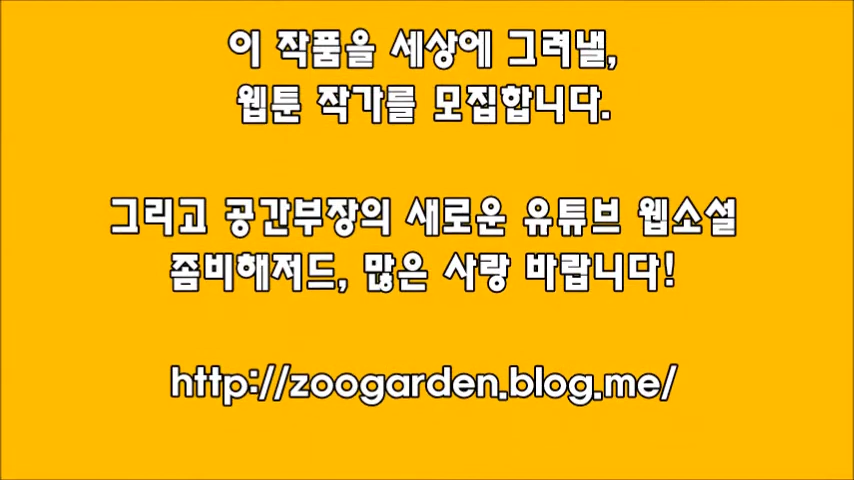 이 작품을 세상에 그려낼,
웹툰 작가를 모집합니다.
그리고 공간부장의 새로운 유튜브 웹소설
좀비해저드, 많은 사랑 바랍니다!
http://zoogarden.blog.me/